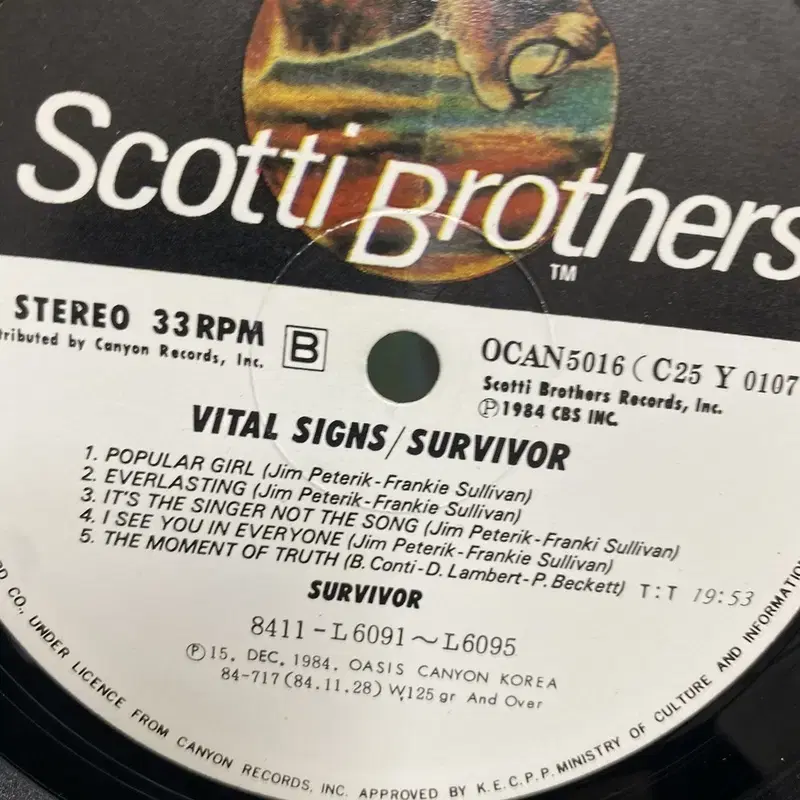 Scotti Brothers
TM
STEREO 33RPM
tributed by Canyon Records, Inc.
B
OCAN5016 (C25 Y 0107
Scotti Brothers Records, Inc.
Ⓟ1984 CBS INC.
VITAL SIGNS/SURVIVOR
1. POPULAR GIRL (Jim Peterik-Frankie Sullivan)
2. EVERLASTING (Jim Peterik-Frankie Sullivan)
3. IT'S THE SINGER NOT THE SONG (Jim Peterik-Franki Sullivan)
4. I SEE YOU IN EVERYONE (Jim Peterik-Frankie Sullivan)
5. THE MOMENT OF TRUTH (B. Conti-D. Lambert-P. Beckett) T:T 19:53
SURVIVOR
8411-L6091~L6095
Ⓟ15. DEC. 1984. OASIS CANYON KOREA
84-717(84.11.28) W.125 gr And Over
CO., UNDER LICENCE FROM CANYON RECORDS, INC. APPROVED BY K.E.C.P.P. MINISTRY OF CULTURE AND INFORMATION